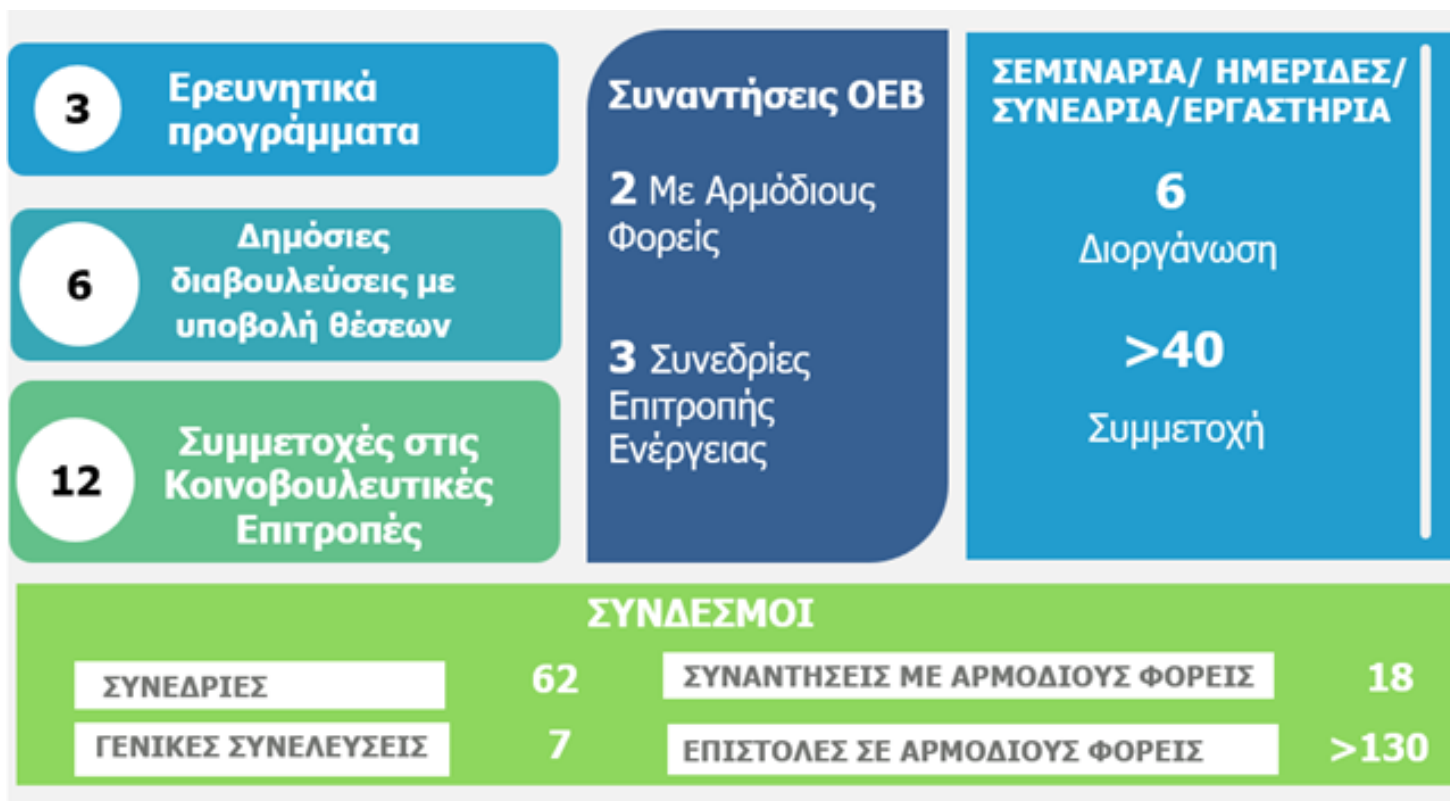 3
Ερευνητικά
προγράμματα
6
Δημόσιες
διαβουλεύσεις με
υποβολή θέσεων
12
Συμμετοχές στις
Κοινοβουλευτικές
Επιτροπές
Συναντήσεις ΟΕΒ
2 Με Αρμόδιους
Φορείς
3 Συνεδρίες
Επιτροπής
Ενέργειας
ΣΕΜΙΝΑΡΙΑ/ ΗΜΕΡΙΔΕΣ/
ΣΥΝΕΔΡΙΑ/ΕΡΓΑΣΤΗΡΙΑ
6
Διοργάνωση
>40
Συμμετοχή
ΣΥΝΔΕΣΜΟΙ
ΣΥΝΕΔΡΙΕΣ 62
ΣΥΝΑΝΤΗΣΕΙΣ ΜΕ ΑΡΜΟΔΙΟΥΣ ΦΟΡΕΙΣ 18
ΓΕΝΙΚΕΣ ΣΥΝΕΛΕΥΣΕΙΣ 7
ΕΠΙΣΤΟΛΕΣ ΣΕ ΑΡΜΟΔΙΟΥΣ ΦΟΡΕΙΣ >130